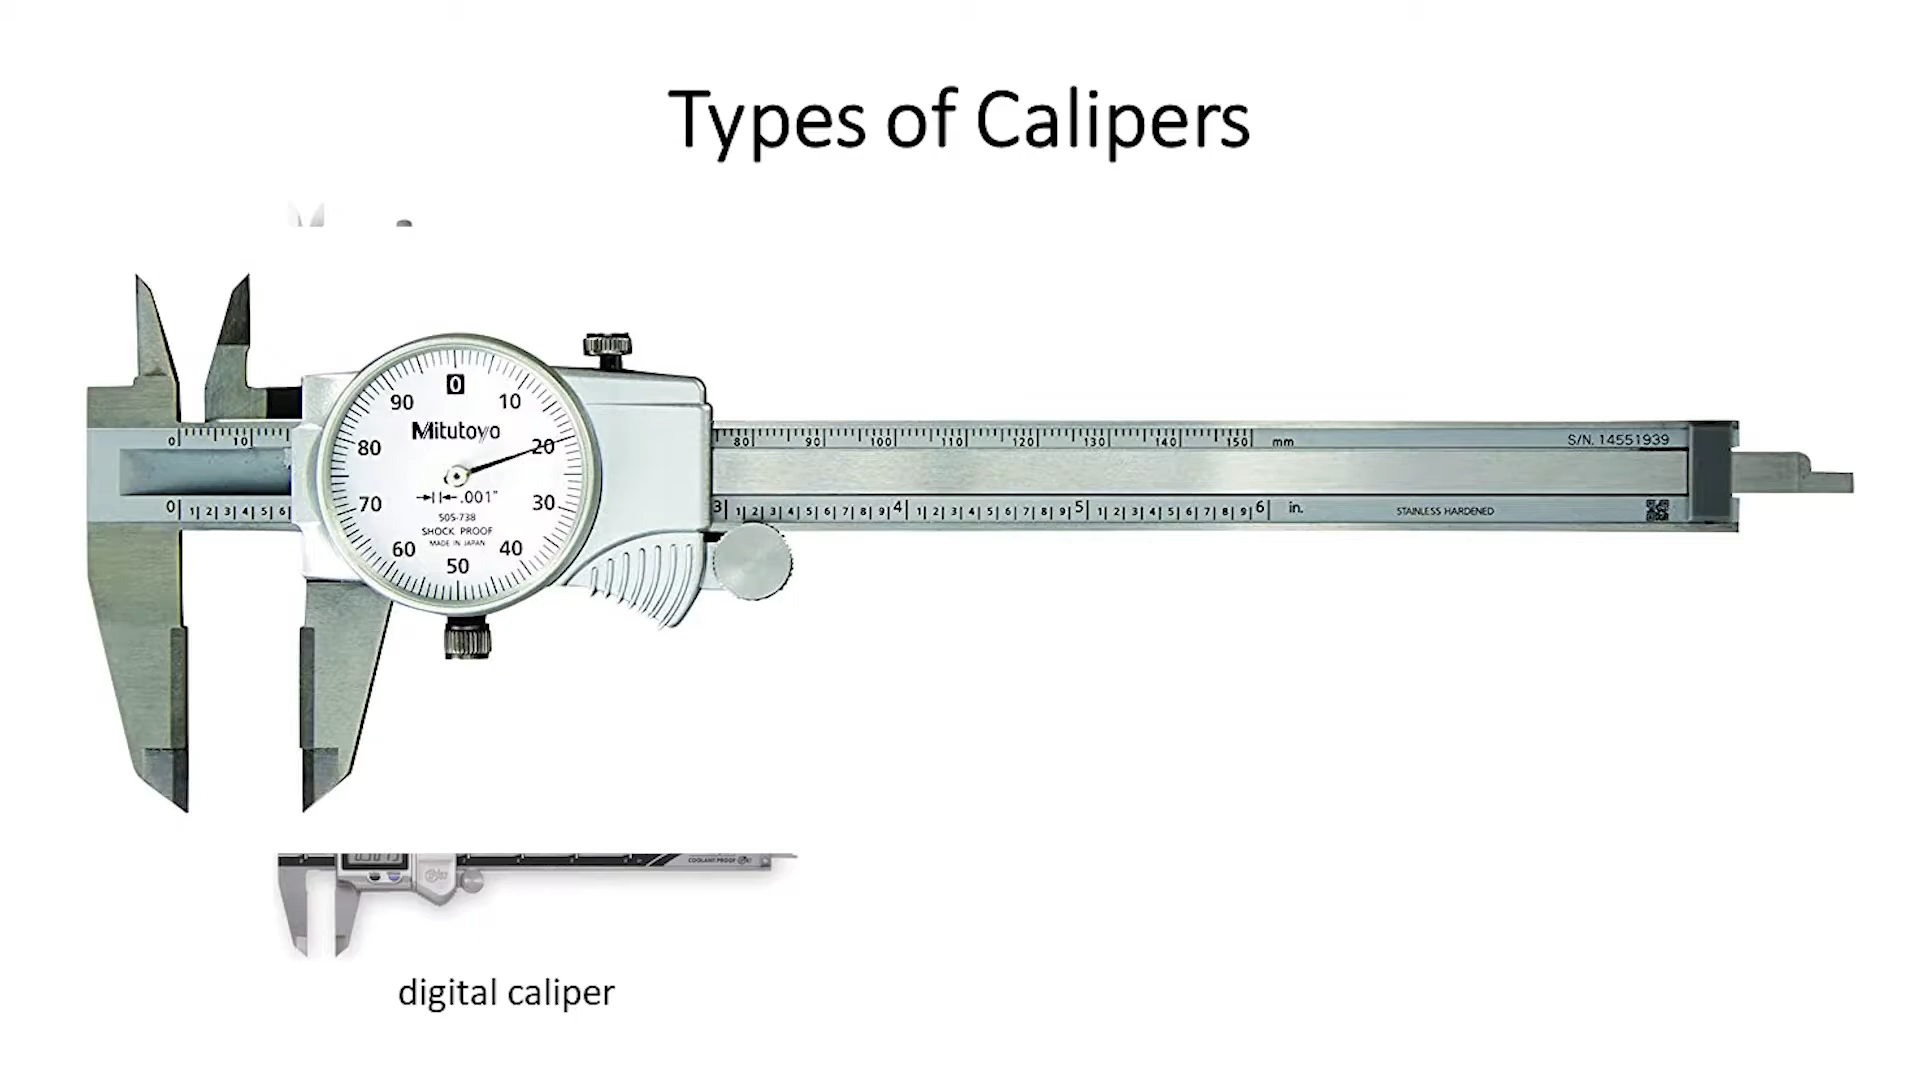 Types of Calipers
0
90 10
Mitutoyo
80 20
→||←.001"
70 30
505-738
SHOCK PROOF
MADE IN JAPAN
60 40
50
0 10
80 90 100 110 120 130 140 150 mm
S/N. 14551939
0 1 2 3 4 5 6
3 1 2 3 4 5 6 7 8 9 4 1 2 3 4 5 6 7 8 9 5 1 2 3 4 5 6 7 8 9 6 in.
STAINLESS HARDENED
COOLANT PROOF
digital caliper